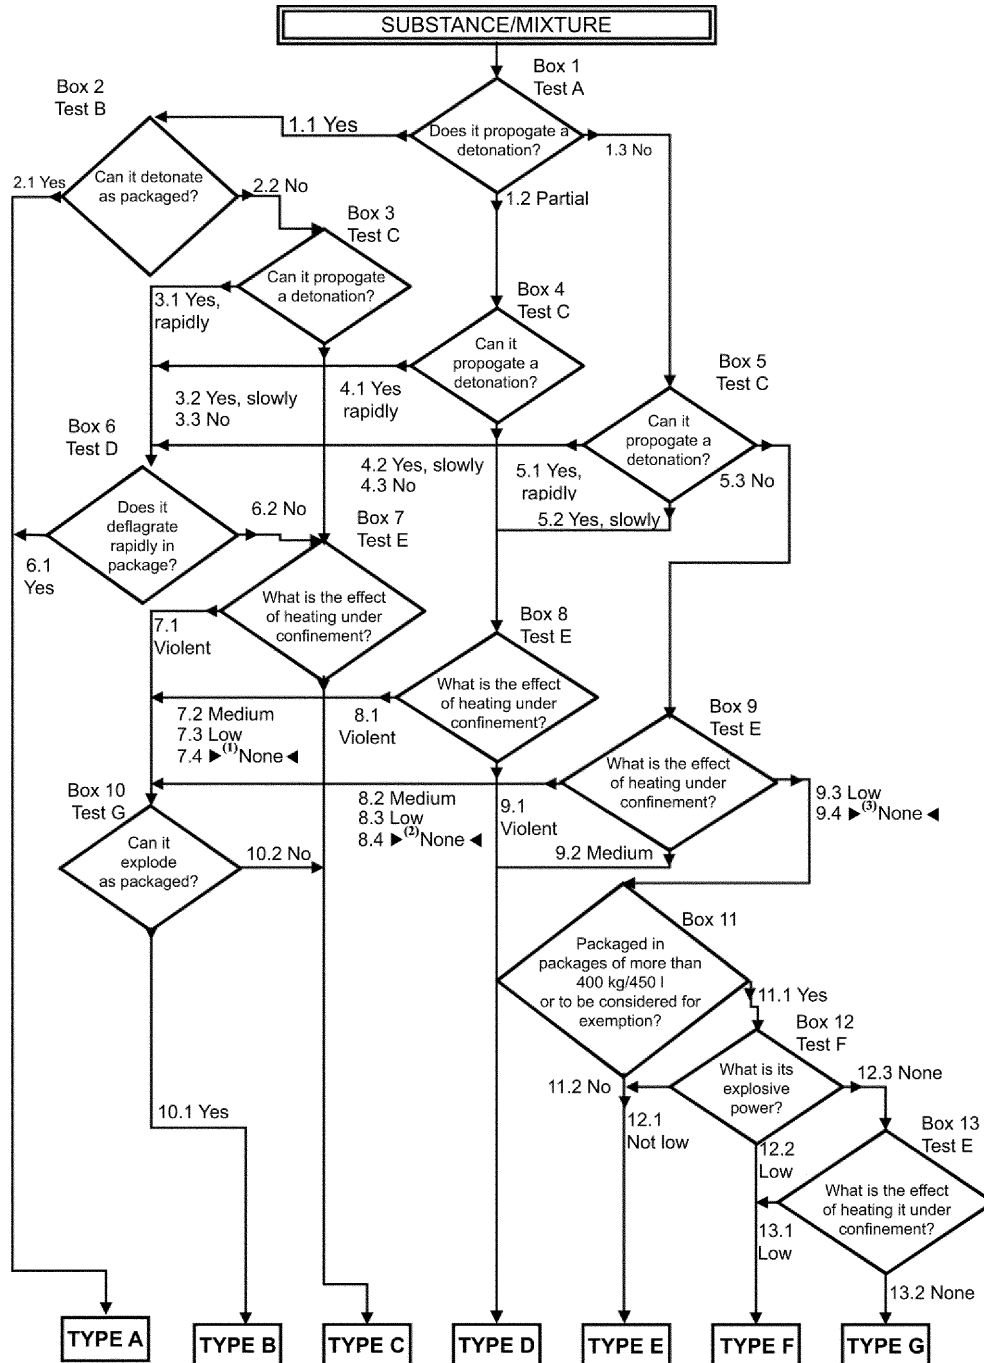 SUBSTANCE/MIXTURE
Box 1
Test A
Does it propogate a
detonation?
1.1 Yes
1.2 Partial
1.3 No
Box 2
Test B
Can it detonate
as packaged?
2.1 Yes
2.2 No
Box 3
Test C
Can it propogate
a detonation?
3.1 Yes,
rapidly
3.2 Yes, slowly
3.3 No
Box 4
Test C
Can it
propogate a
detonation?
4.1 Yes
rapidly
4.2 Yes, slowly
4.3 No
Box 5
Test C
Can it
propogate a
detonation?
5.1 Yes,
rapidly
5.2 Yes, slowly
5.3 No
Box 6
Test D
Does it
deflagrate
rapidly in
package?
6.1
Yes
6.2 No
Box 7
Test E
What is the effect
of heating under
confinement?
7.1
Violent
7.2 Medium
7.3 Low
7.4 ►(1)None ◄
Box 8
Test E
What is the effect
of heating under
confinement?
8.1
Violent
8.2 Medium
8.3 Low
8.4 ►(2)None ◄
Box 9
Test E
What is the effect
of heating under
confinement?
9.1
Violent
9.2 Medium
9.3 Low
9.4 ►(3)None ◄
Box 10
Test G
Can it
explode
as packaged?
10.1 Yes
10.2 No
Box 11
Packaged in
packages of more than
400 kg/450 l
or to be considered for
exemption?
11.1 Yes
11.2 No
Box 12
Test F
What is its
explosive
power?
12.1
Not low
12.2
Low
12.3 None
Box 13
Test E
What is the effect
of heating it under
confinement?
13.1
Low
13.2 None
TYPE A
TYPE B
TYPE C
TYPE D
TYPE E
TYPE F
TYPE G